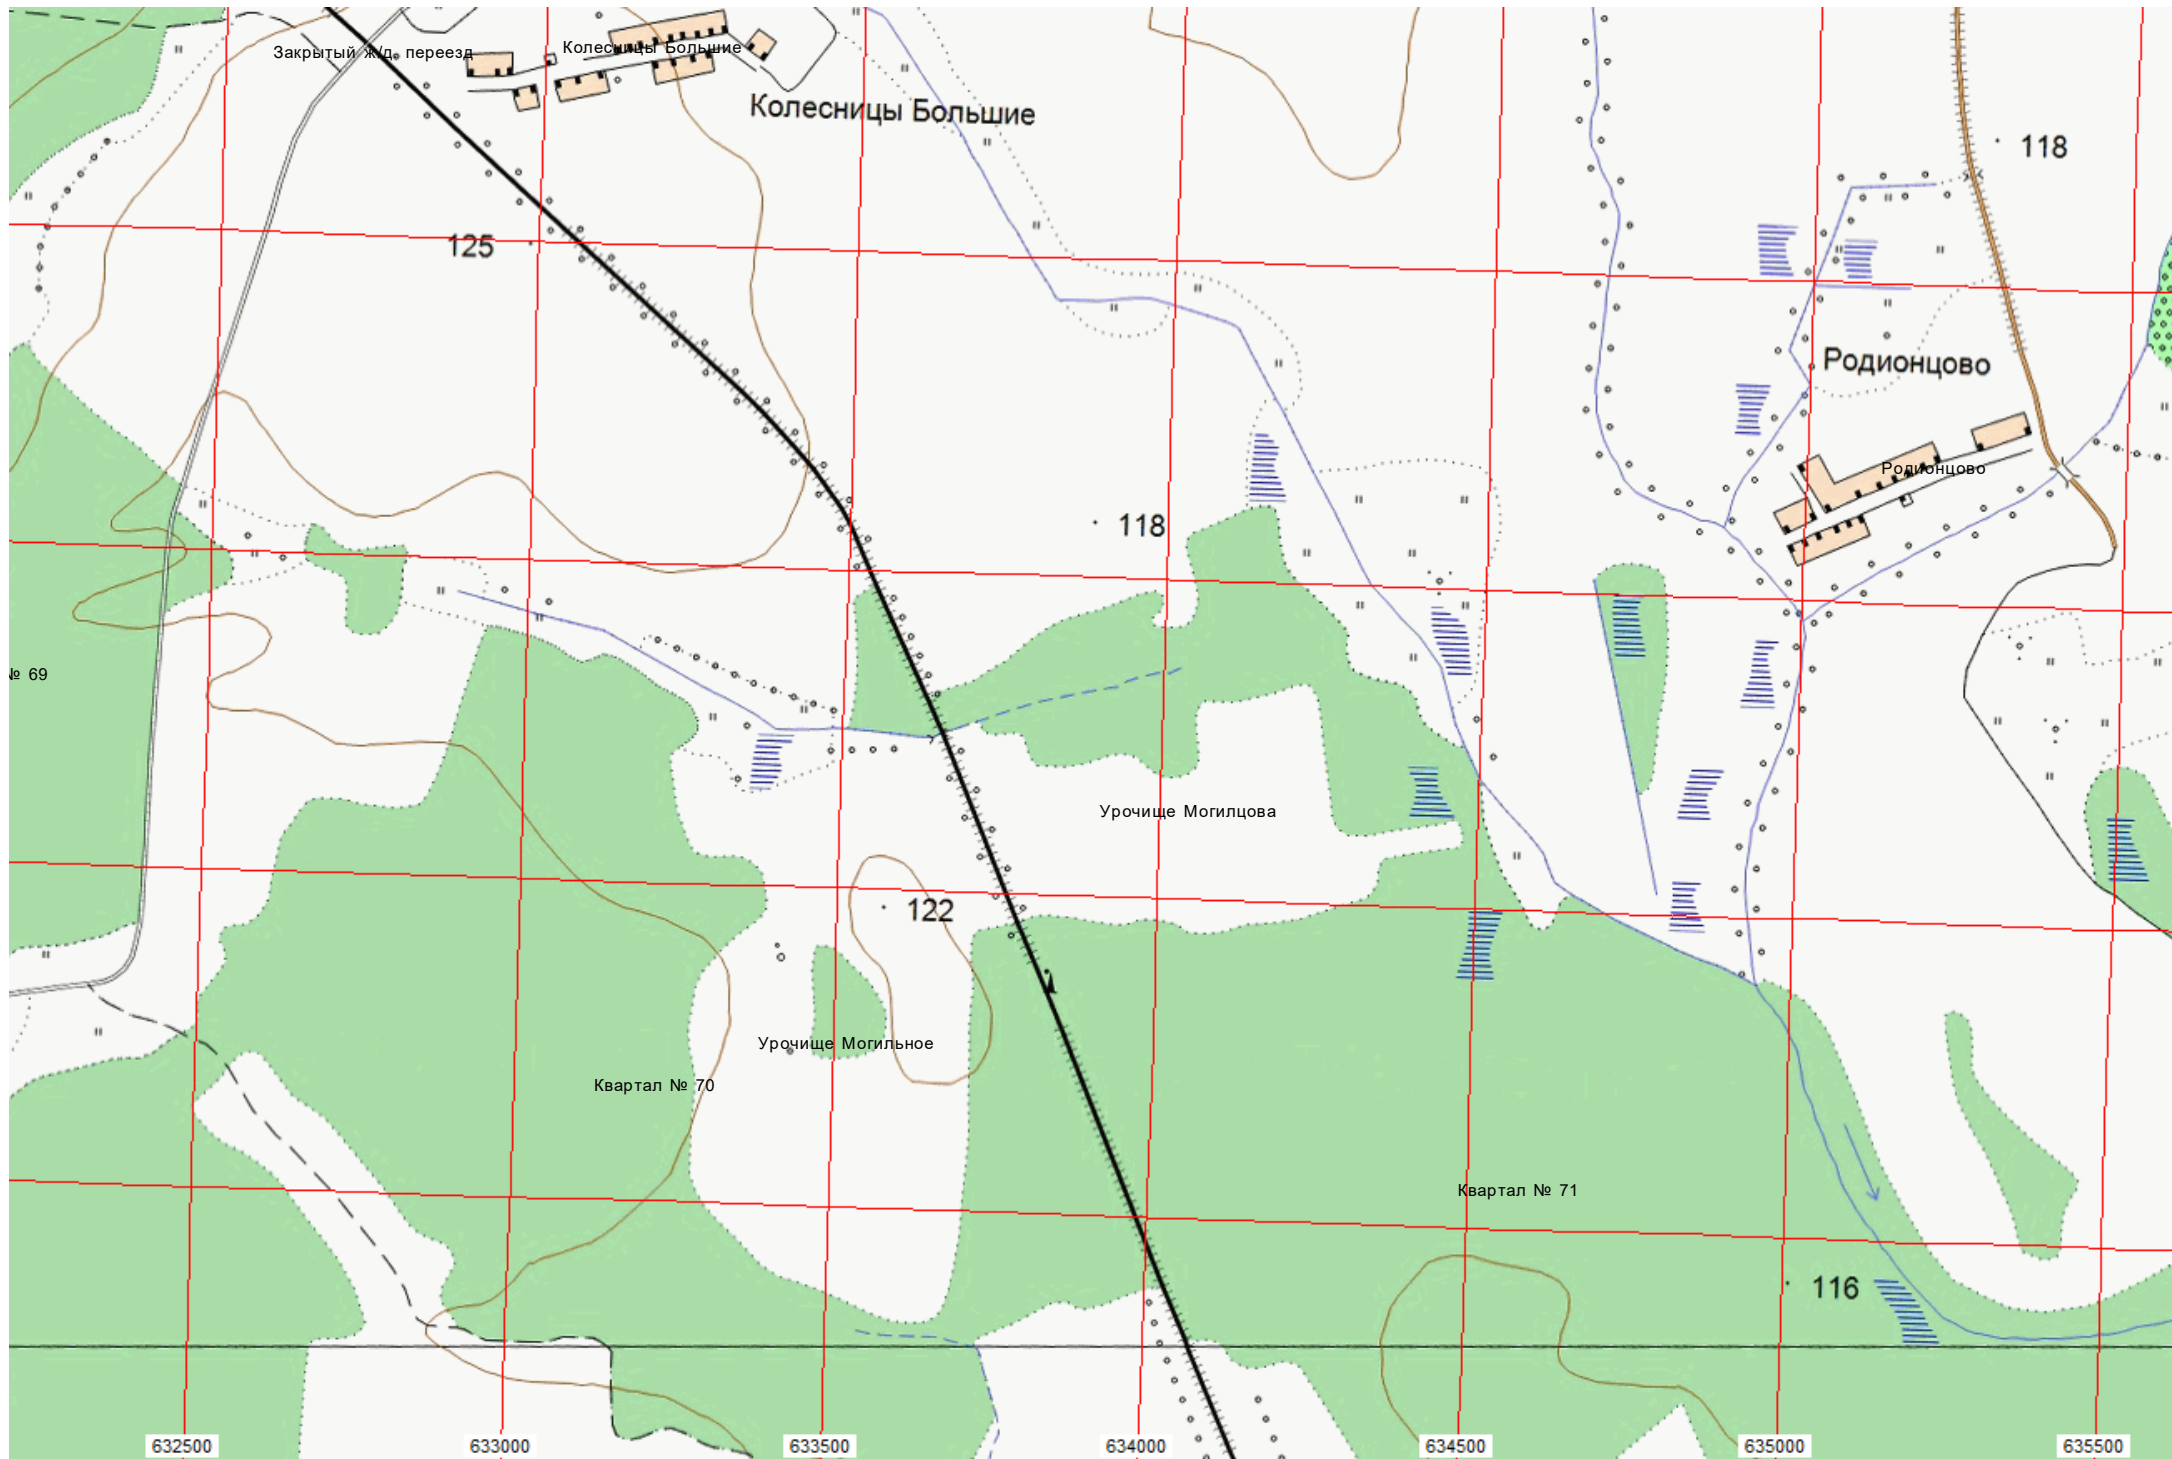 Закрытый ж/д. переезд
Колесницы Большие
Колесницы Большие
118
125
Родионцово
Родионцово
118
№ 69
Урочище Могилцова
122
Урочище Могильное
Квартал № 70
Квартал № 71
116
632500
633000
633500
634000
634500
635000
635500